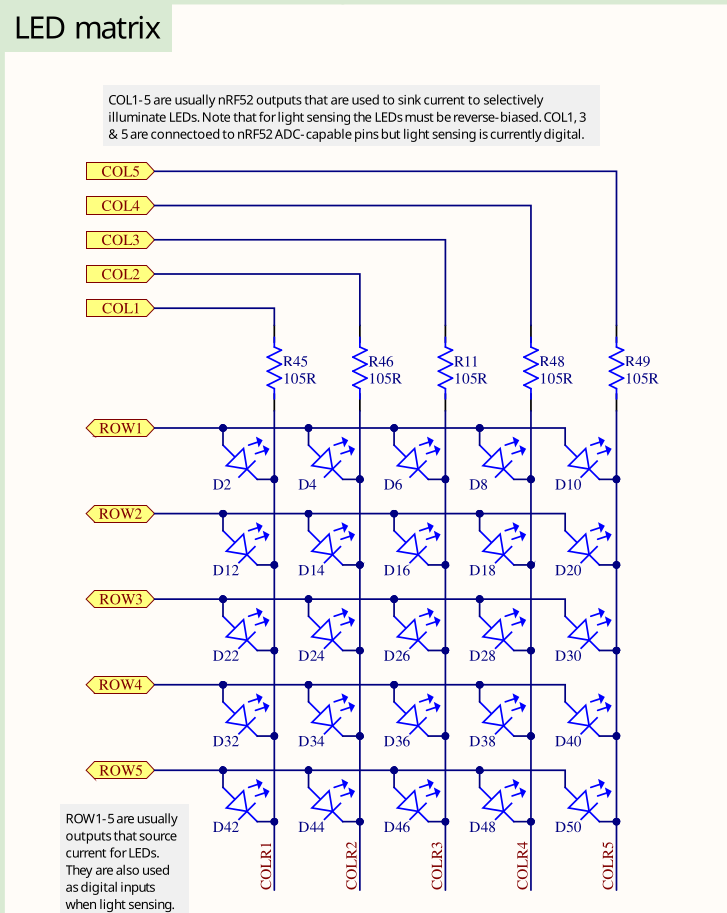 LED matrix
COL1-5 are usually nRF52 outputs that are used to sink current to selectively
illuminate LEDs. Note that for light sensing the LEDs must be reverse-biased. COL1, 3
& 5 are connectoed to nRF52 ADC-capable pins but light sensing is currently digital.
COL5
COL4
COL3
COL2
COL1
R45 R46 R11 R48 R49
105R 105R 105R 105R 105R
ROW1
D2 D4 D6 D8 D10
ROW2
D12 D14 D16 D18 D20
ROW3
D22 D24 D26 D28 D30
ROW4
D32 D34 D36 D38 D40
ROW5
D42 D44 D46 D48 D50
COLR1 COLR2 COLR3 COLR4 COLR5
ROW1-5 are usually
outputs that source
current for LEDs.
They are also used
as digital inputs
when light sensing.